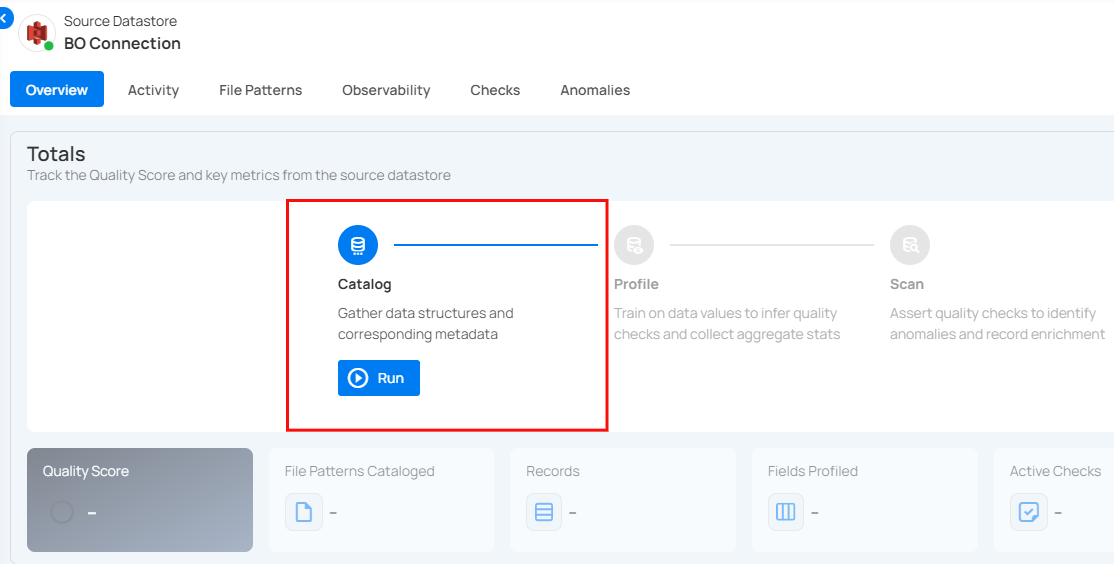 Source Datastore
BO Connection
Overview Activity File Patterns Observability Checks Anomalies
Totals
Track the Quality Score and key metrics from the source datastore
Catalog
Gather data structures and
corresponding metadata
Run
Profile
Train on data values to infer quality
checks and collect aggregate stats
Scan
Assert quality checks to identify
anomalies and record enrichment
Quality Score
–
File Patterns Cataloged
–
Records
–
Fields Profiled
–
Active Checks
–